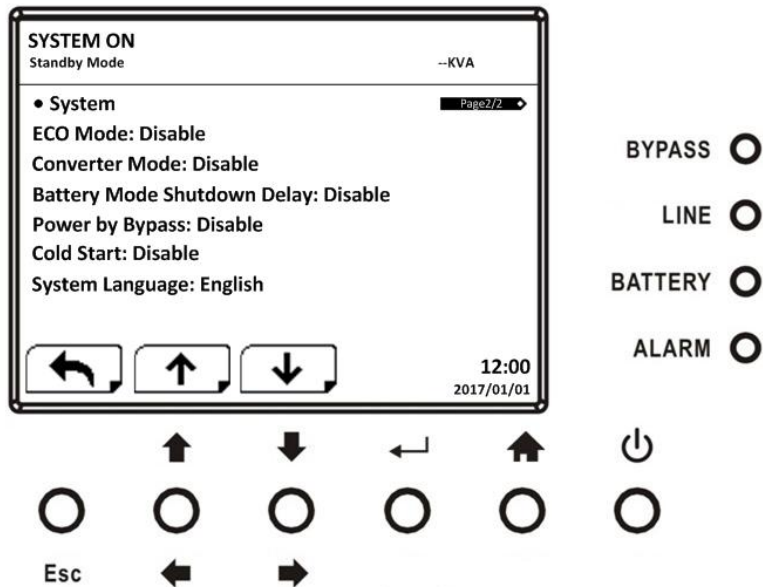 SYSTEM ON
Standby Mode --KVA
• System Page2/2
ECO Mode: Disable
Converter Mode: Disable
Battery Mode Shutdown Delay: Disable
Power by Bypass: Disable
Cold Start: Disable
System Language: English
12:00
2017/01/01
BYPASS
LINE
BATTERY
ALARM
Esc